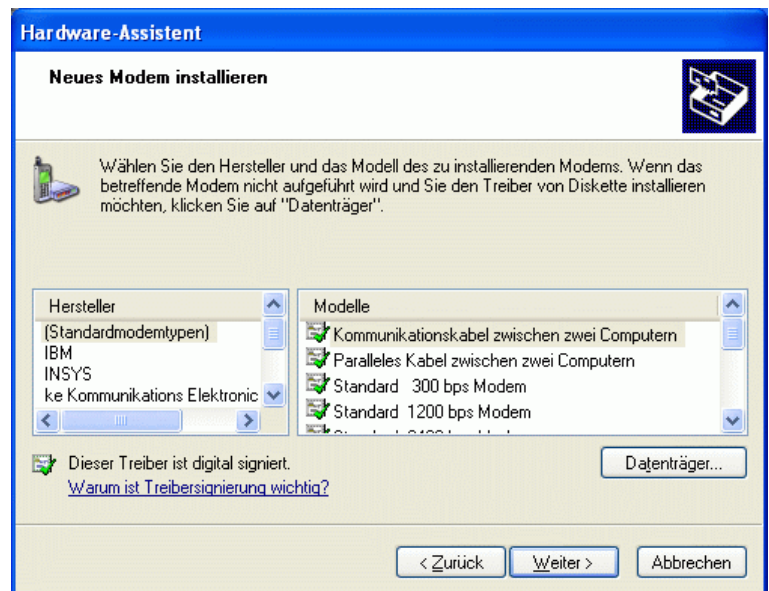 Hardware-Assistent
Neues Modem installieren
Wählen Sie den Hersteller und das Modell des zu installierenden Modems. Wenn das
betreffende Modem nicht aufgeführt wird und Sie den Treiber von Diskette installieren
möchten, klicken Sie auf "Datenträger".
Hersteller
(Standardmodemtypen)
IBM
INSYS
ke Kommunikations Elektronic
Modelle
Kommunikationskabel zwischen zwei Computern
Paralleles Kabel zwischen zwei Computern
Standard 300 bps Modem
Standard 1200 bps Modem
Dieser Treiber ist digital signiert.
Warum ist Treibersignierung wichtig?
Datenträger...
< Zurück
Weiter >
Abbrechen